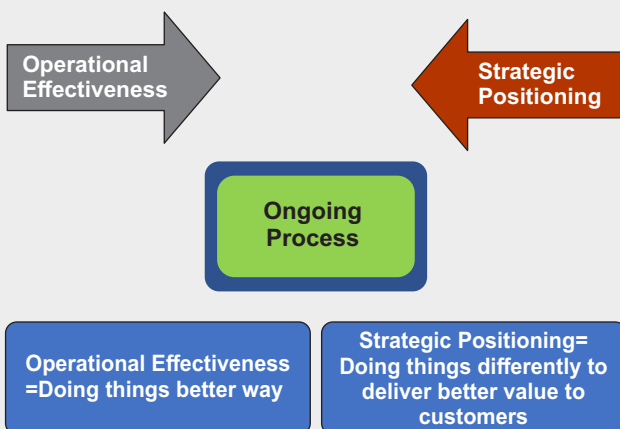 Operational
Effectiveness
Strategic
Positioning
Ongoing
Process
Operational Effectiveness
=Doing things better way
Strategic Positioning=
Doing things differently to
deliver better value to
customers